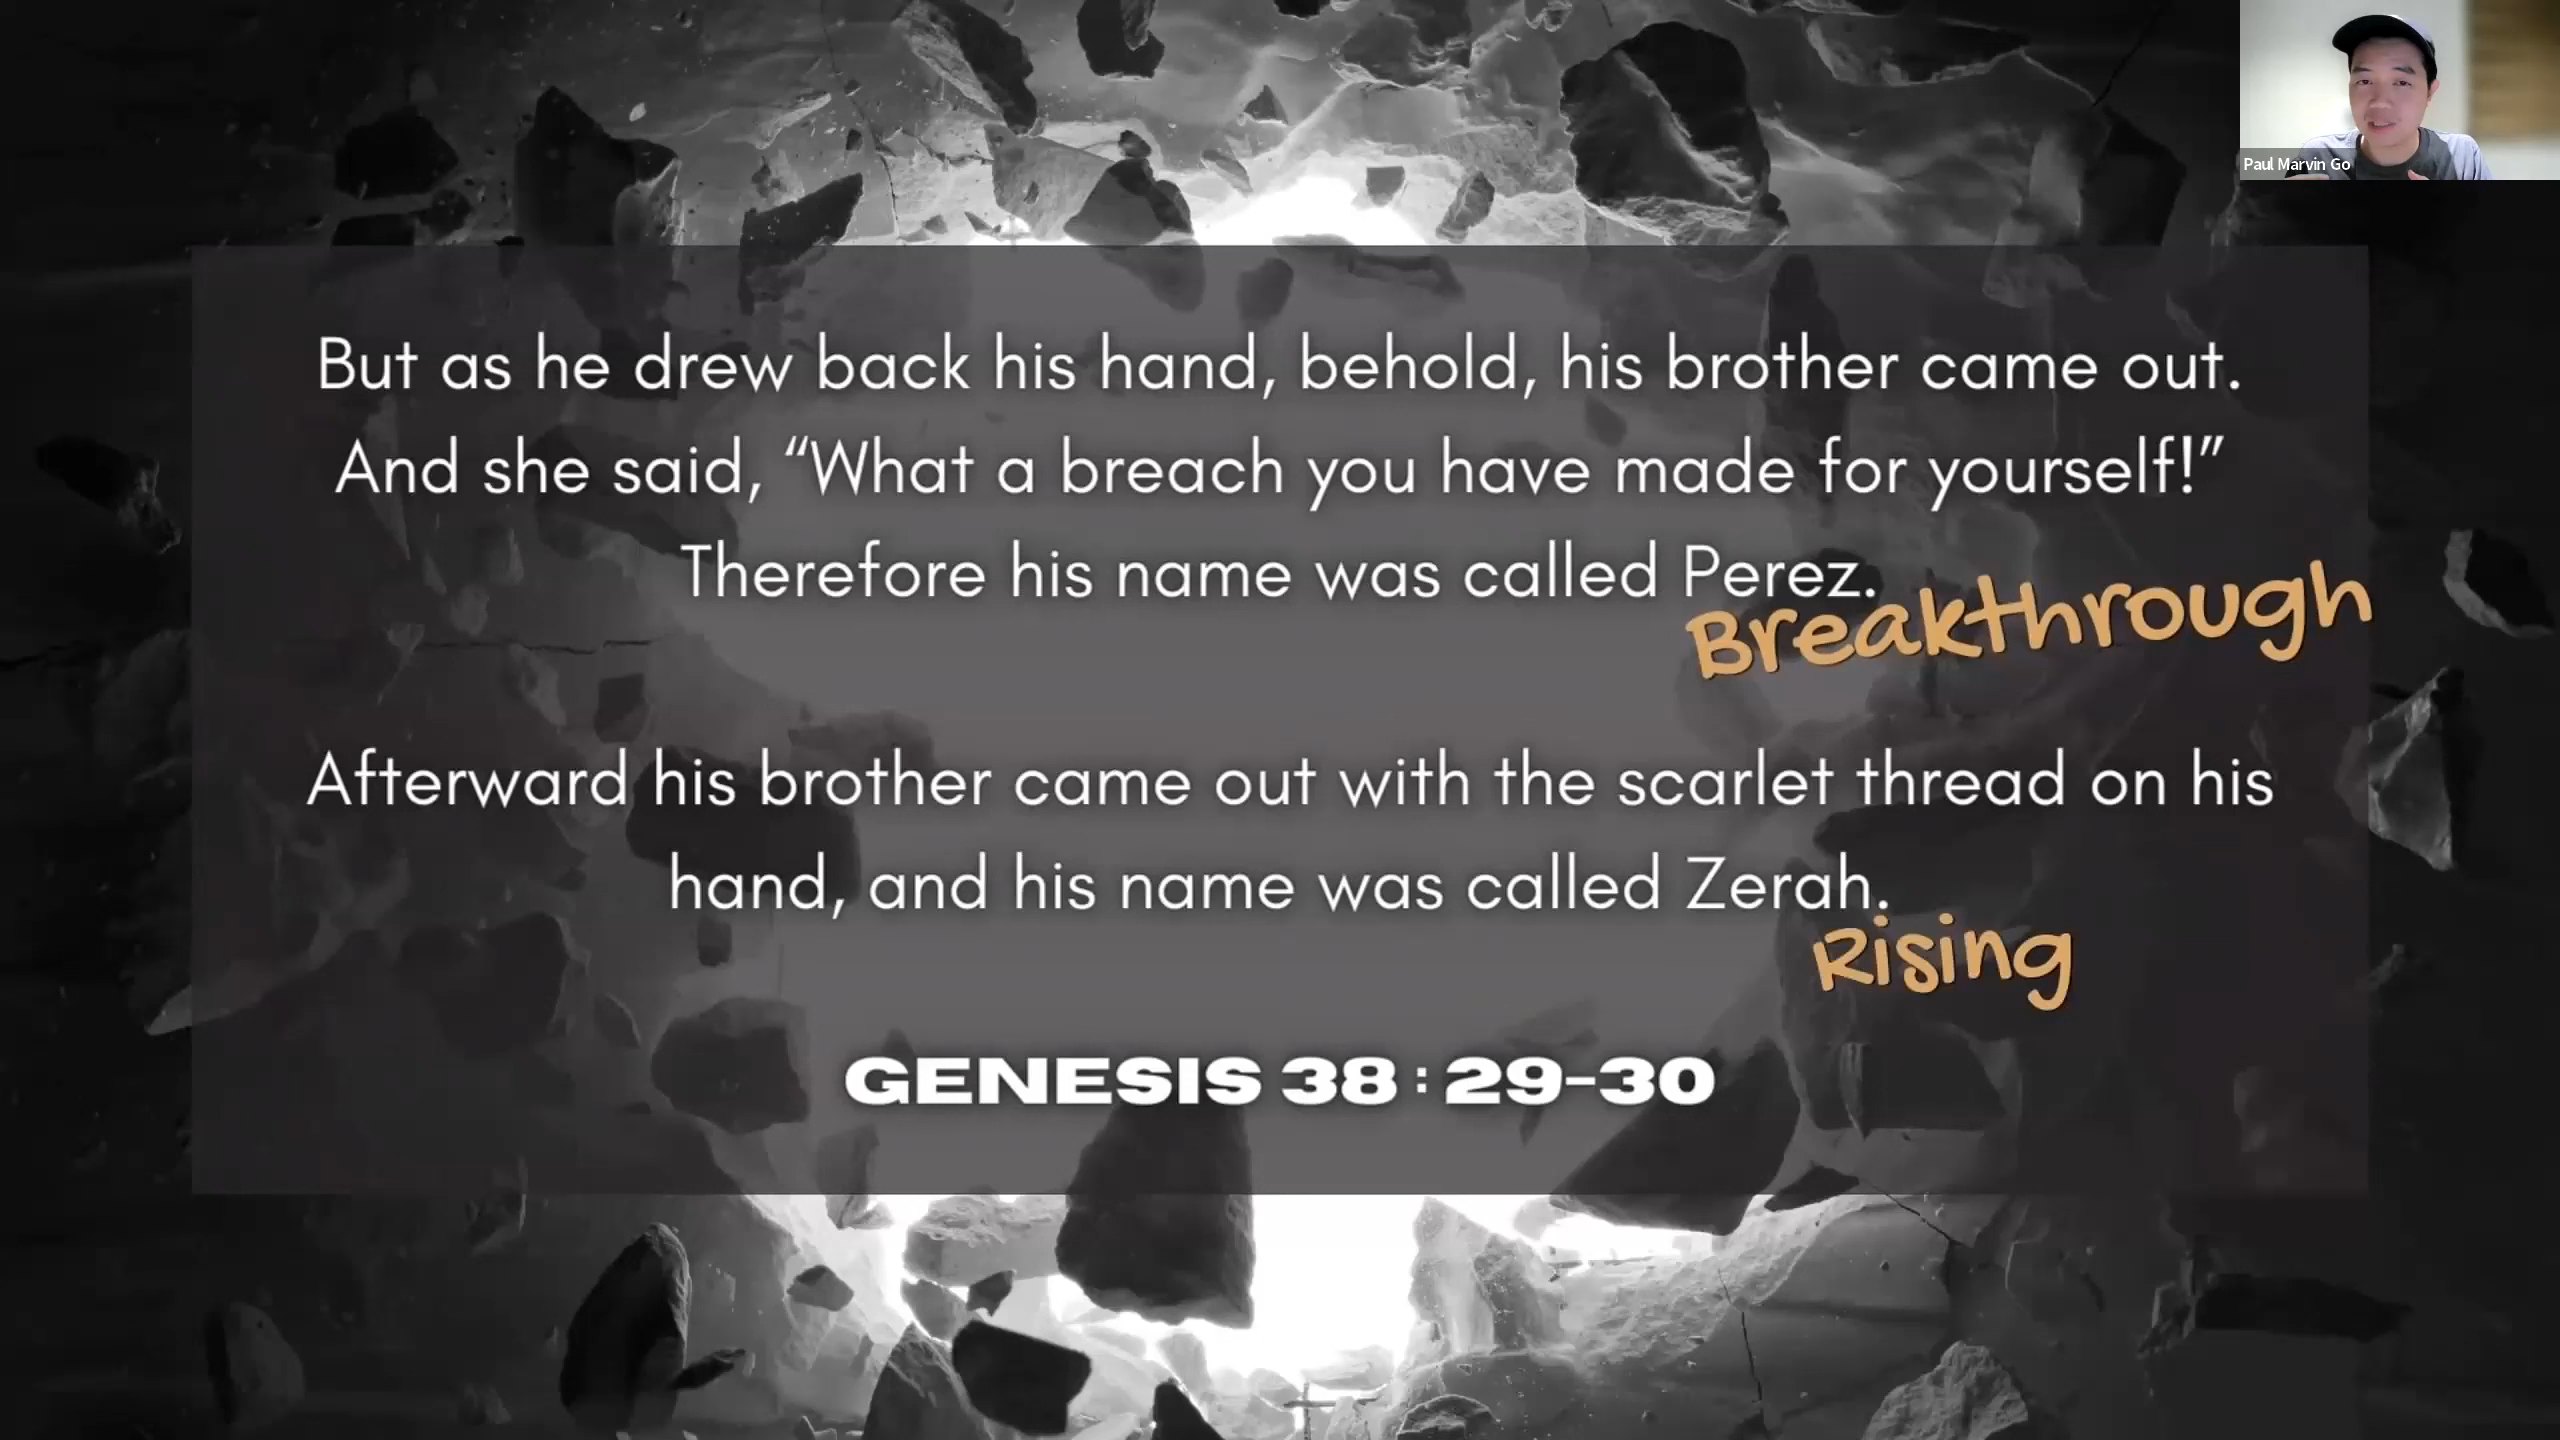 Paul Marvin Go
But as he drew back his hand, behold, his brother came out.
And she said, “What a breach you have made for yourself!”
Therefore his name was called Perez.
Breakthrough
Afterward his brother came out with the scarlet thread on his
hand, and his name was called Zerah.
Rising
GENESIS 38 : 29-30